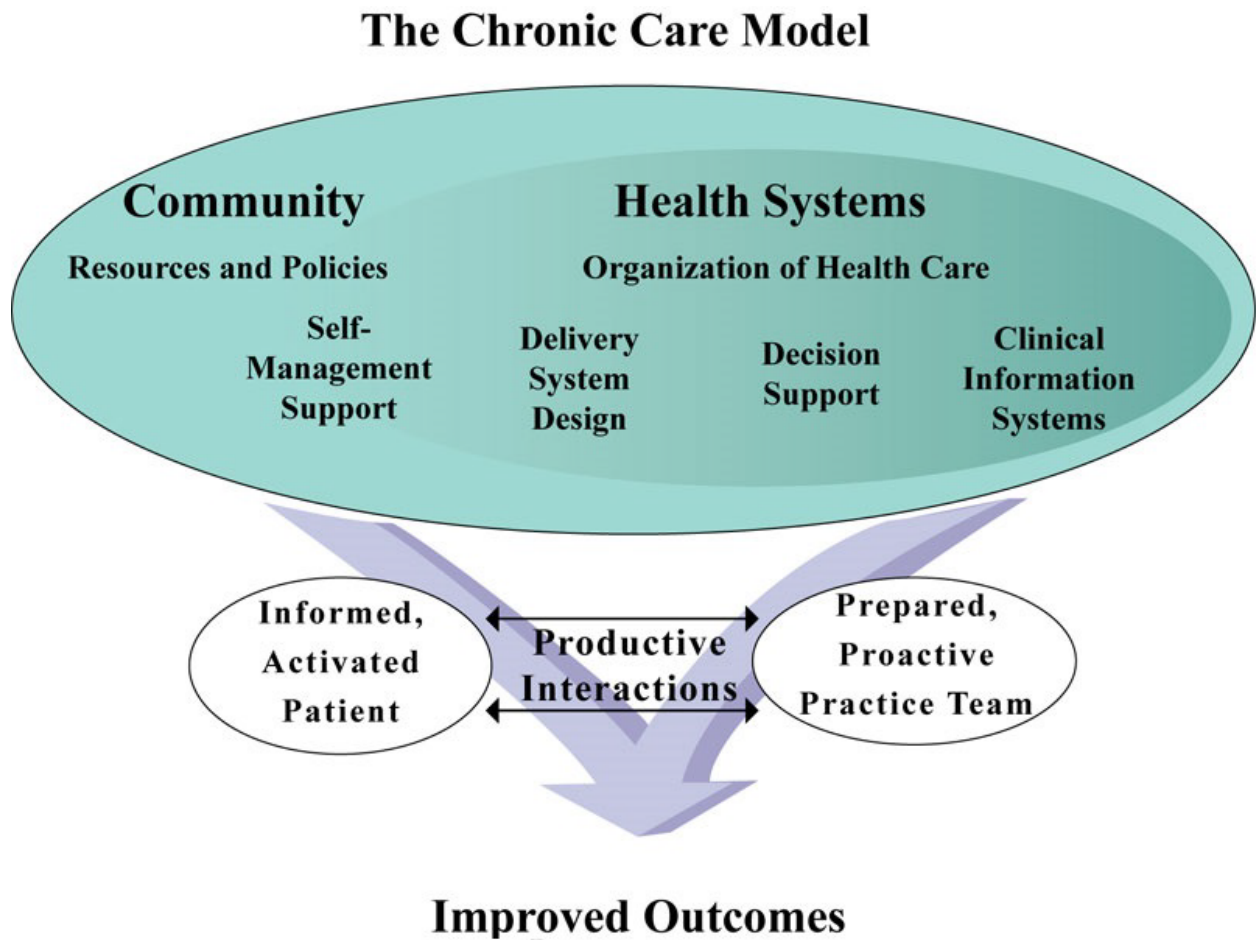 The Chronic Care Model
Community
Health Systems
Resources and Policies
Organization of Health Care
Self-
Management
Support
Delivery
System
Design
Decision
Support
Clinical
Information
Systems
Informed,
Activated
Patient
Productive
Interactions
Prepared,
Proactive
Practice Team
Improved Outcomes